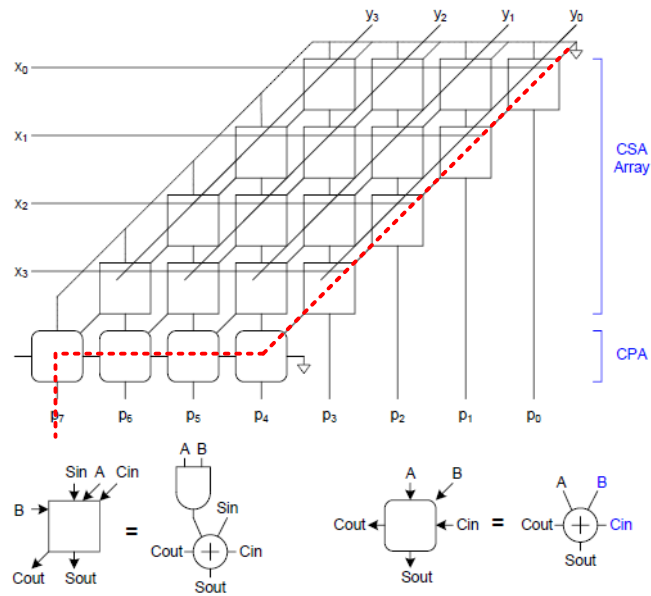 y3 y2 y1 y0
x0
x1
CSA
Array
x2
x3
CPA
p7 p6 p5 p4 p3 p2 p1 p0
A B
Sin A Cin
Sin
B
=
Cout
Cin
Cout Sout
Sout
A
B
Cout
Cin
=
Sout
A B
Cout
Cin
Sout